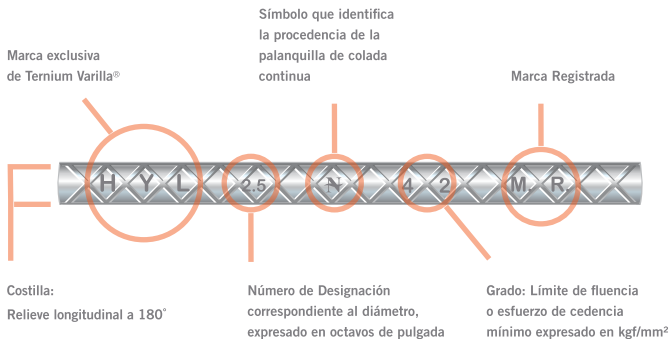 Símbolo que identifica
la procedencia de la
palanquilla de colada
continua
Marca exclusiva
de Ternium Varilla®
Marca Registrada
H Y L 2.5 N 4 2 M. R.
Costilla:
Relieve longitudinal a 180°
Número de Designación
correspondiente al diámetro,
expresado en octavos de pulgada
Grado: Límite de fluencia
o esfuerzo de cedencia
mínimo expresado en kgf/mm²